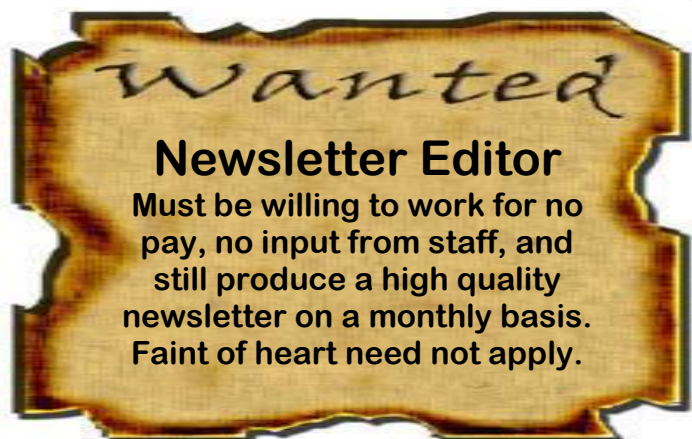 Wanted
Newsletter Editor
Must be willing to work for no
pay, no input from staff, and
still produce a high quality
newsletter on a monthly basis.
Faint of heart need not apply.